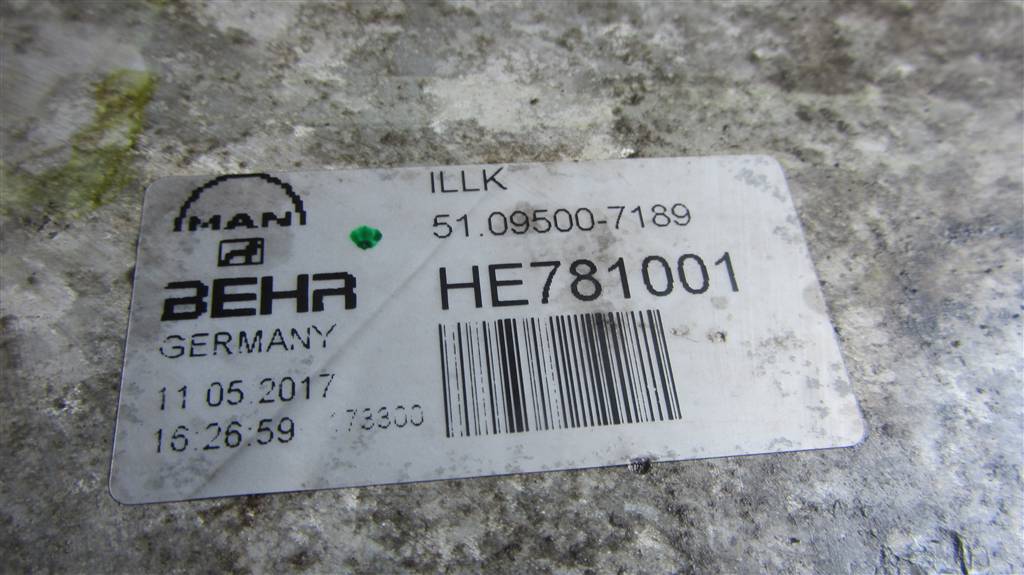 MAN
BEHR
GERMANY
11 05.2017
16:26:59
ILLK
51.09500-7189
HE781001